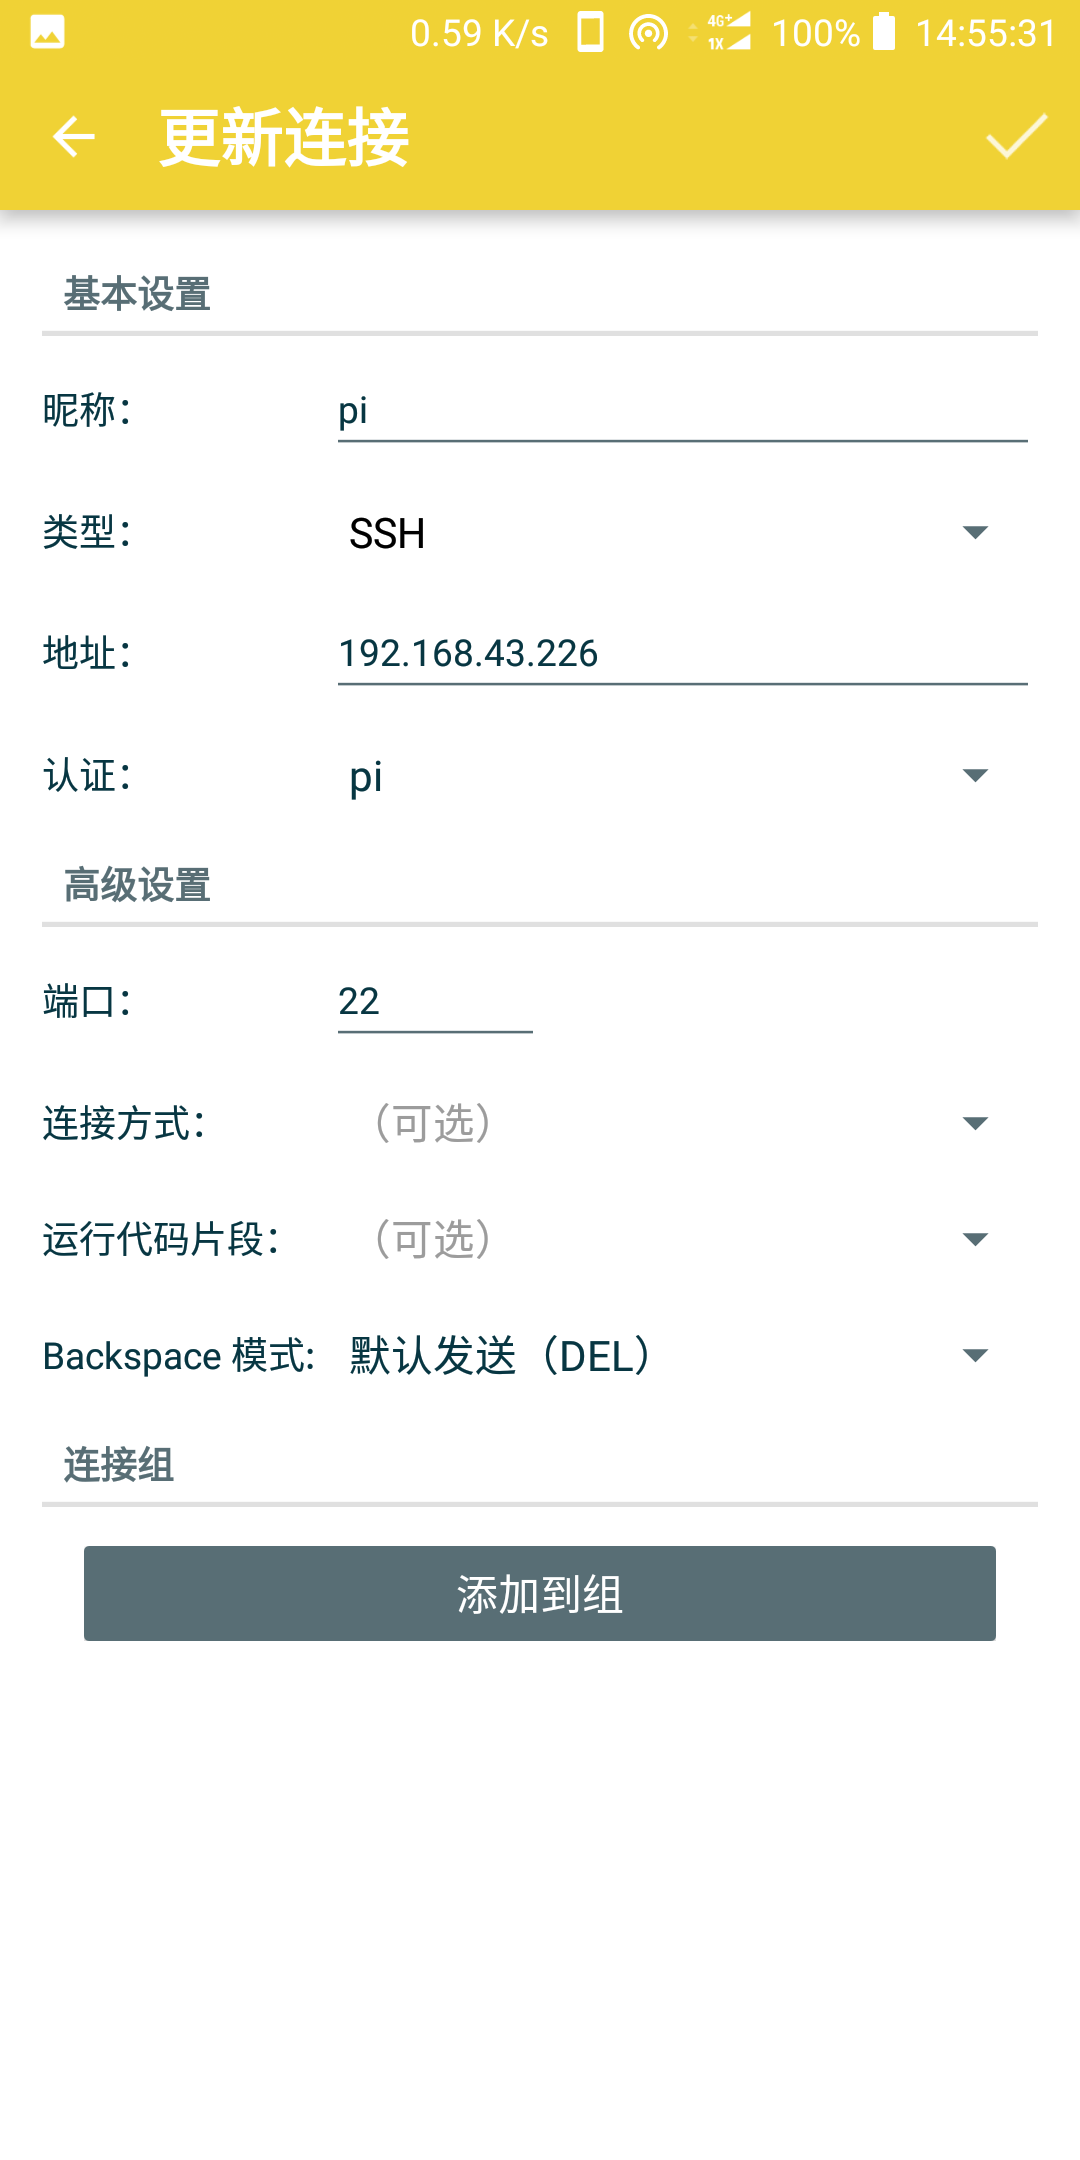 0.59 K/s 4G+ 1X 100% 14:55:31
更新连接
基本设置
昵称： pi
类型： SSH
地址： 192.168.43.226
认证： pi
高级设置
端口： 22
连接方式： （可选）
运行代码片段： （可选）
Backspace 模式: 默认发送（DEL）
连接组
添加到组